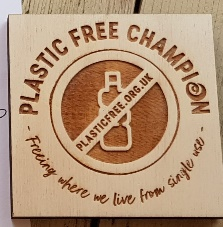 PLASTIC FREE CHAMPION
PLASTICFREE.ORG.UK
- Freeing where we live from single use -